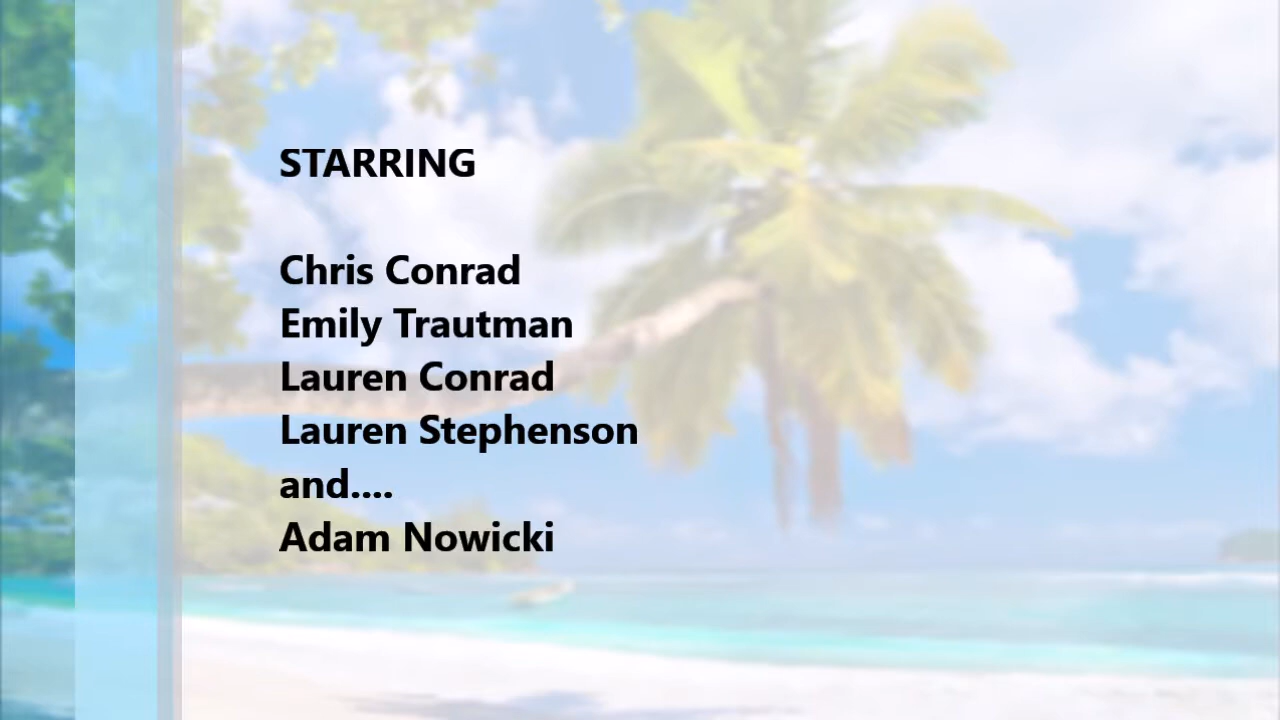 STARRING
Chris Conrad
Emily Trautman
Lauren Conrad
Lauren Stephenson
and....
Adam Nowicki